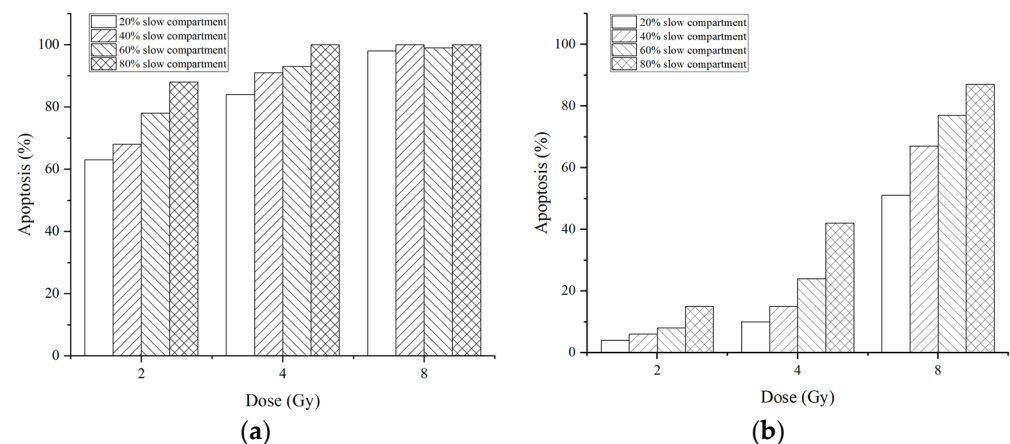 20% slow compartment
40% slow compartment
60% slow compartment
80% slow compartment
100
80
60
40
20
0
Apoptosis (%)
2
4
8
Dose (Gy)
(a)
20% slow compartment
40% slow compartment
60% slow compartment
80% slow compartment
100
80
60
40
20
0
Apoptosis (%)
2
4
8
Dose (Gy)
(b)